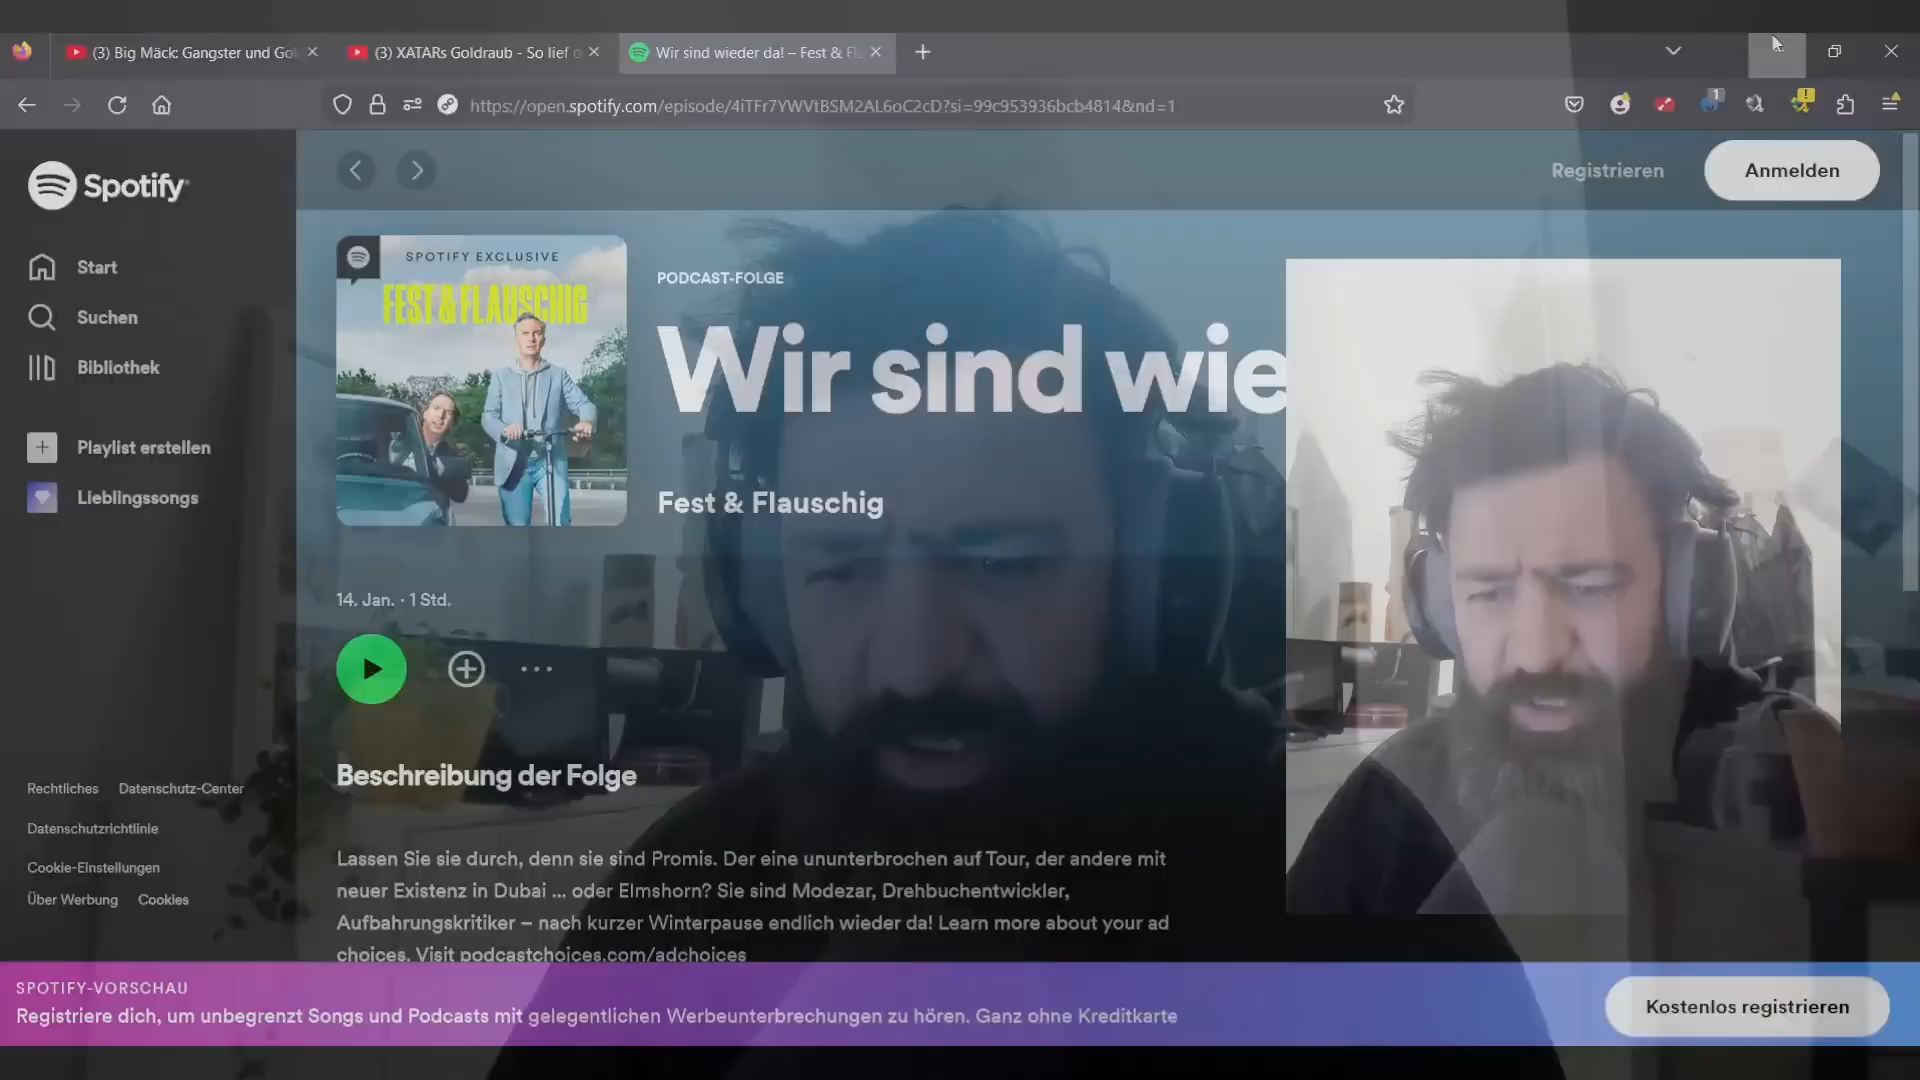 (3) Big Mäck: Gangster und Gol
(3) XATARs Goldraub - So lief
Wir sind wieder da! – Fest & Fl
https://open.spotify.com/episode/4iTFr7YWVtBSM2AL6oC2cD?si=99c953936bcb4814&nd=1
1
Spotify
Registrieren
Anmelden
Start
Suchen
Bibliothek
Playlist erstellen
Lieblingssongs
SPOTIFY EXCLUSIVE
FEST & FLAUSCHIG
PODCAST-FOLGE
Wir sind wie
Fest & Flauschig
14. Jan. · 1 Std.
Beschreibung der Folge
Lassen Sie sie durch, denn sie sind Promis. Der eine ununterbrochen auf Tour, der andere mit
neuer Existenz in Dubai ... oder Elmshorn? Sie sind Modezar, Drehbuchentwickler,
Aufbahrungskritiker – nach kurzer Winterpause endlich wieder da! Learn more about your ad
choices. Visit podcastchoices.com/adchoices
Rechtliches Datenschutz-Center
Datenschutzrichtlinie
Cookie-Einstellungen
Über Werbung Cookies
SPOTIFY-VORSCHAU
Registriere dich, um unbegrenzt Songs und Podcasts mit gelegentlichen Werbeunterbrechungen zu hören. Ganz ohne Kreditkarte
Kostenlos registrieren